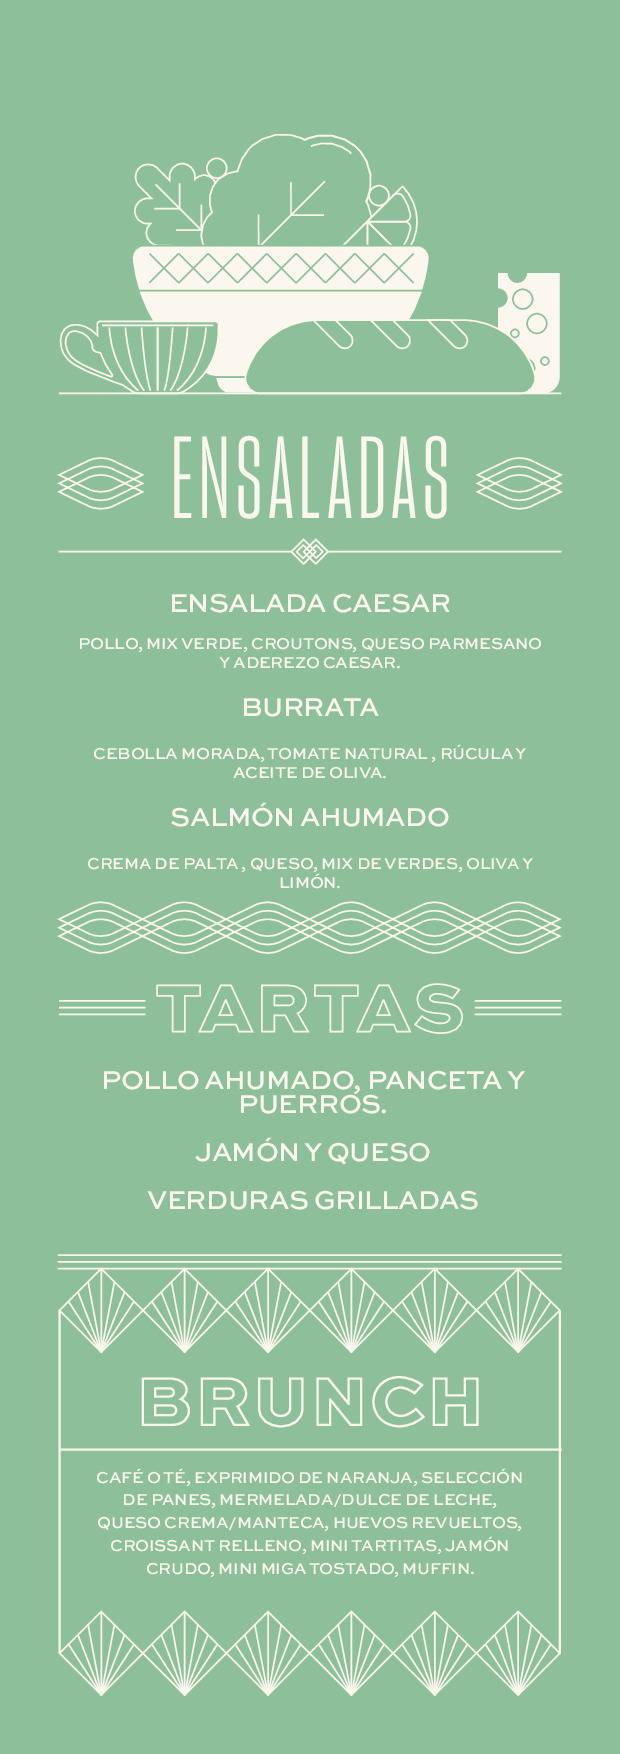 ENSALADAS
ENSALADA CAESAR
POLLO, MIX VERDE, CROUTONS, QUESO PARMESANO
Y ADEREZO CAESAR.
BURRATA
CEBOLLA MORADA, TOMATE NATURAL , RÚCULA Y
ACEITE DE OLIVA.
SALMÓN AHUMADO
CREMA DE PALTA , QUESO, MIX DE VERDES, OLIVA Y
LIMÓN.
TARTAS
POLLO AHUMADO, PANCETA Y
PUERROS.
JAMÓN Y QUESO
VERDURAS GRILLADAS
BRUNCH
CAFÉ O TÉ, EXPRIMIDO DE NARANJA, SELECCIÓN
DE PANES, MERMELADA/DULCE DE LECHE,
QUESO CREMA/MANTECA, HUEVOS REVUELTOS,
CROISSANT RELLENO, MINI TARTITAS, JAMÓN
CRUDO, MINI MIGA TOSTADO, MUFFIN.